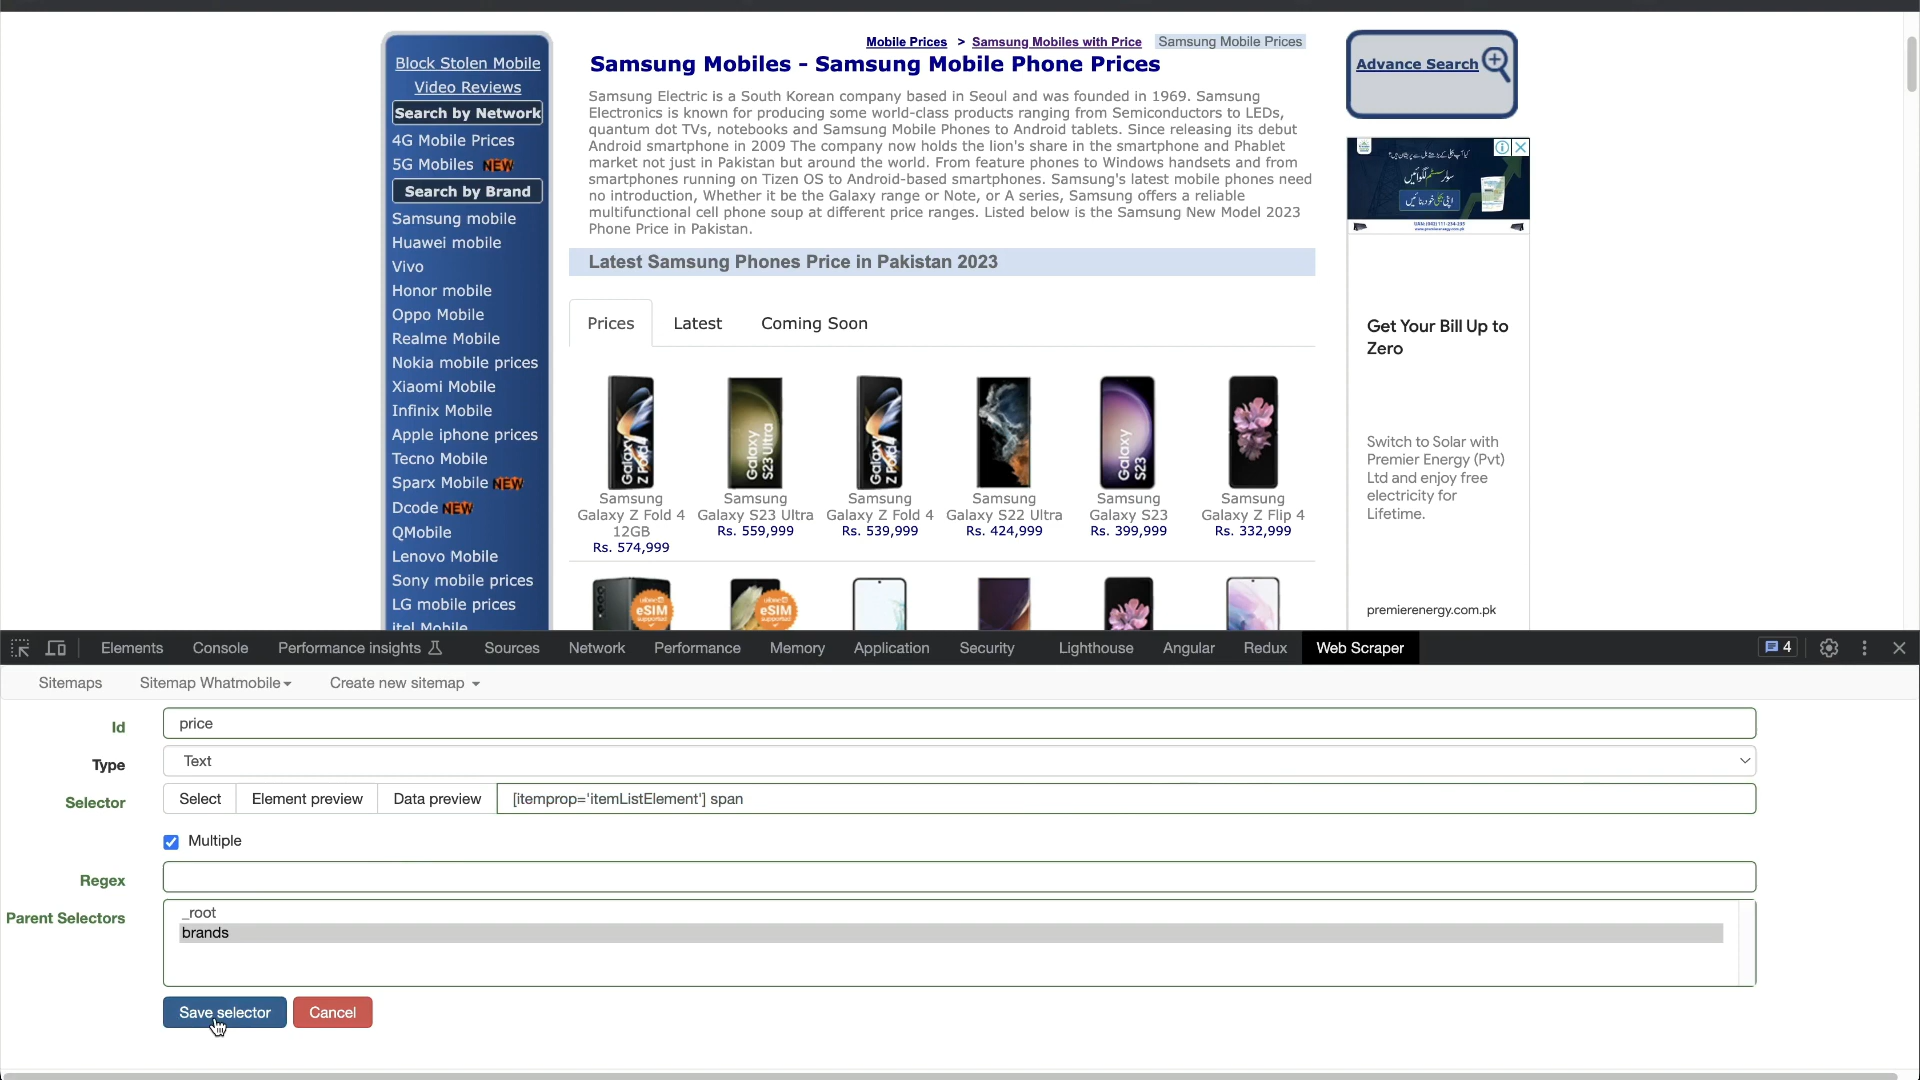 Block Stolen Mobile
Video Reviews
Search by Network
4G Mobile Prices
5G Mobiles NEW
Search by Brand
Samsung mobile
Huawei mobile
Vivo
Honor mobile
Oppo Mobile
Realme Mobile
Nokia mobile prices
Xiaomi Mobile
Infinix Mobile
Apple iphone prices
Tecno Mobile
Sparx Mobile NEW
Dcode NEW
QMobile
Lenovo Mobile
Sony mobile prices
LG mobile prices
itel Mobile
Mobile Prices > Samsung Mobiles with Price Samsung Mobile Prices
Samsung Mobiles - Samsung Mobile Phone Prices
Samsung Electric is a South Korean company based in Seoul and was founded in 1969. Samsung
Electronics is known for producing some world-class products ranging from Semiconductors to LEDs,
quantum dot TVs, notebooks and Samsung Mobile Phones to Android tablets. Since releasing its debut
Android smartphone in 2009 The company now holds the lion's share in the smartphone and Phablet
market not just in Pakistan but around the world. From feature phones to Windows handsets and from
smartphones running on Tizen OS to Android-based smartphones. Samsung's latest mobile phones need
no introduction, Whether it be the Galaxy range or Note, or A series, Samsung offers a reliable
multifunctional cell phone soup at different price ranges. Listed below is the Samsung New Model 2023
Phone Price in Pakistan.
Latest Samsung Phones Price in Pakistan 2023
Prices Latest Coming Soon
Galaxy
Z Fold4
Galaxy
S23 Ultra
Galaxy
Z Fold4
Galaxy
S23
Samsung
Galaxy Z Fold 4
12GB
Rs. 574,999
Samsung
Galaxy S23 Ultra
Rs. 559,999
Samsung
Galaxy Z Fold 4
Rs. 539,999
Samsung
Galaxy S22 Ultra
Rs. 424,999
Samsung
Galaxy S23
Rs. 399,999
Samsung
Galaxy Z Flip 4
Rs. 332,999
eSIM
eSIM
Advance Search
Get Your Bill Up to
Zero
Switch to Solar with
Premier Energy (Pvt)
Ltd and enjoy free
electricity for
Lifetime.
premierenergy.com.pk
Elements Console Performance insights Sources Network Performance Memory Application Security Lighthouse Angular Redux Web Scraper 4
Sitemaps Sitemap Whatmobile Create new sitemap
Id price
Type Text
Selector Select Element preview Data preview [itemprop='itemListElement'] span
Multiple
Regex
Parent Selectors _root
brands
Save selector Cancel